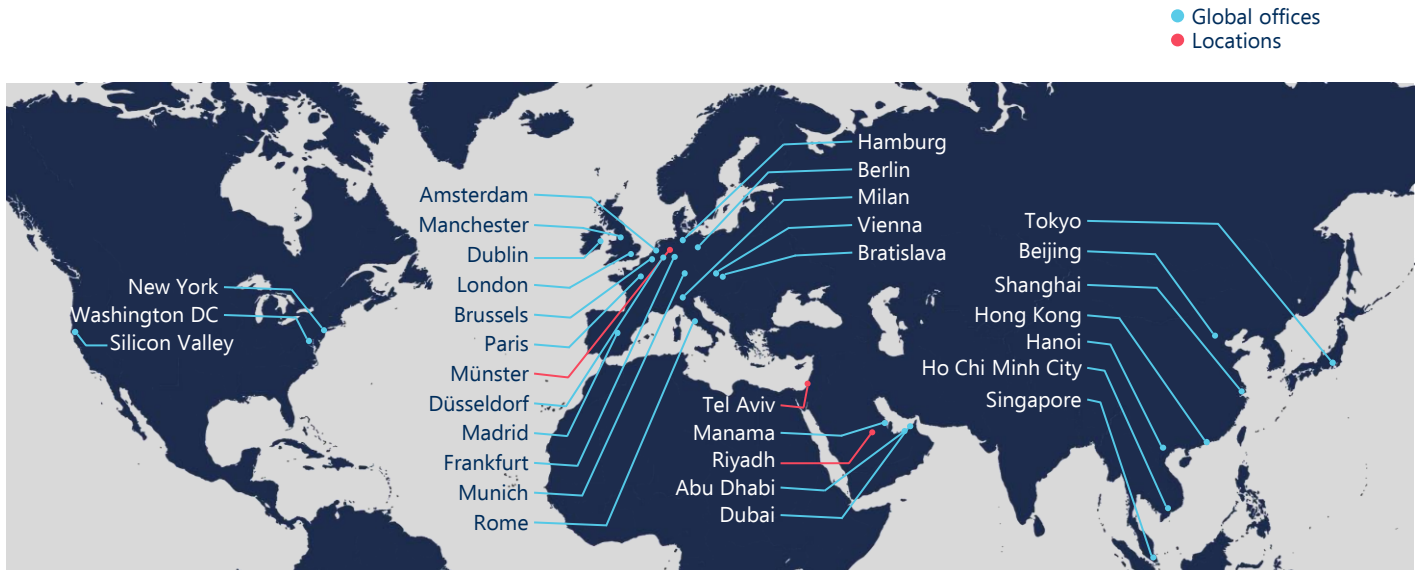 Global offices
Locations
Hamburg
Berlin
Milan
Vienna
Bratislava
Amsterdam
Manchester
Dublin
London
Brussels
Paris
Münster
Düsseldorf
Madrid
Frankfurt
Munich
Rome
New York
Washington DC
Silicon Valley
Tel Aviv
Manama
Riyadh
Abu Dhabi
Dubai
Tokyo
Beijing
Shanghai
Hong Kong
Hanoi
Ho Chi Minh City
Singapore